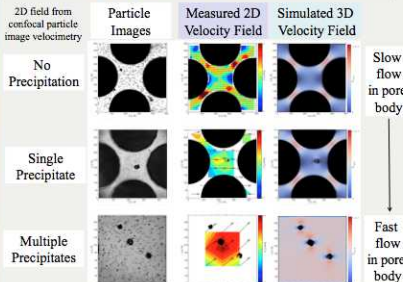 2D field from
confocal particle
image velocimetry
Particle
Images
Measured 2D
Velocity Field
Simulated 3D
Velocity Field
No
Precipitation
Slow
flow
in pore
body
Single
Precipitate
Multiple
Precipitates
Fast
flow
in pore
body